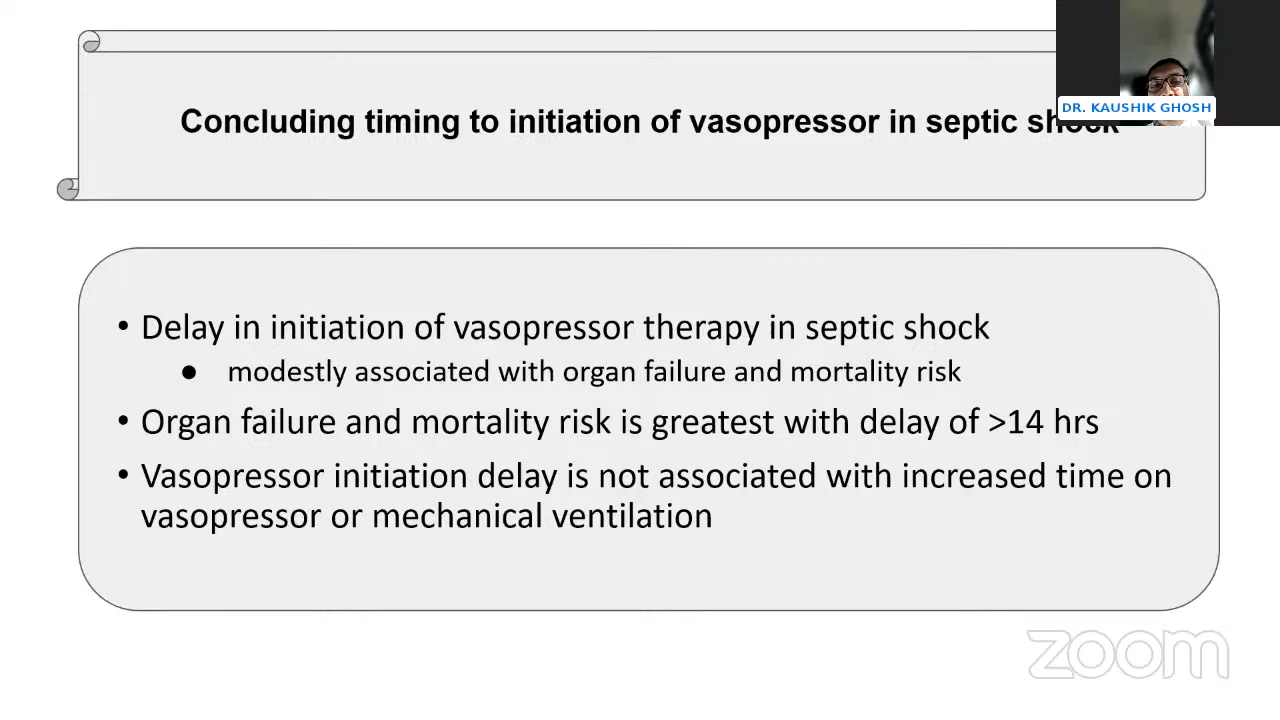 DR. KAUSHIK GHOSH
Concluding timing to initiation of vasopressor in septic shock
• Delay in initiation of vasopressor therapy in septic shock
● modestly associated with organ failure and mortality risk
• Organ failure and mortality risk is greatest with delay of >14 hrs
• Vasopressor initiation delay is not associated with increased time on
vasopressor or mechanical ventilation
zoom